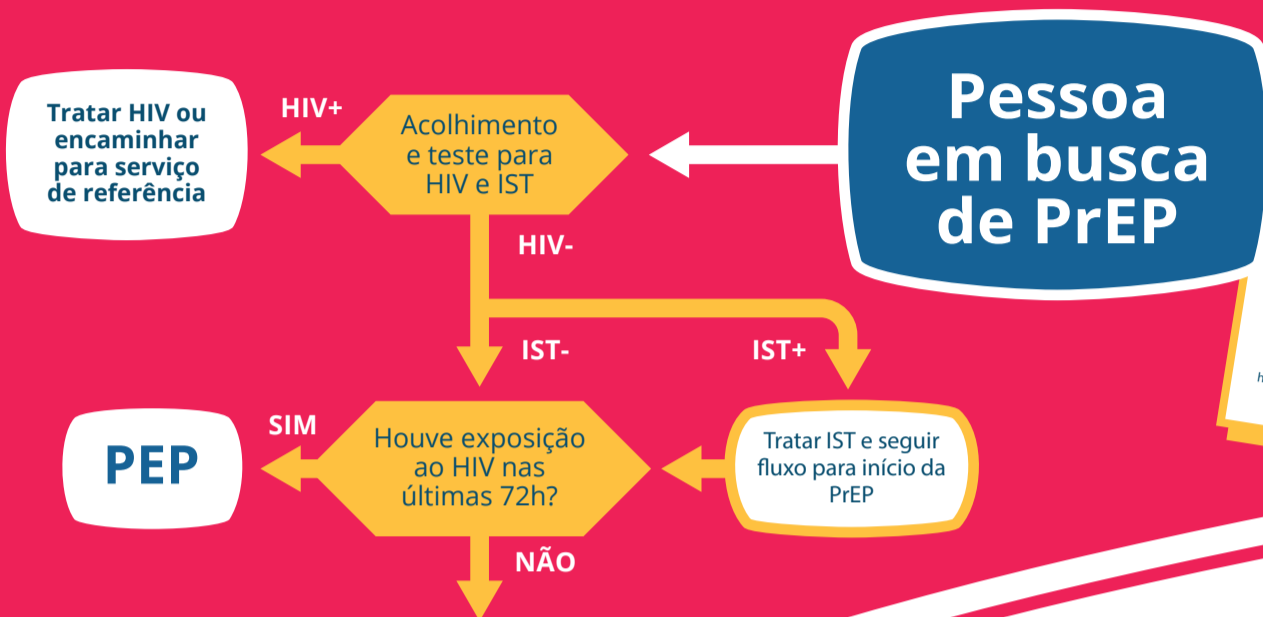 Pessoa
em busca
de PrEP
Acolhimento
e teste para
HIV e IST
HIV+
Tratar HIV ou
encaminhar
para serviço
de referência
HIV-
IST-
IST+
Tratar IST e seguir
fluxo para início da
PrEP
Houve exposição
ao HIV nas
últimas 72h?
SIM
PEP
NÃO